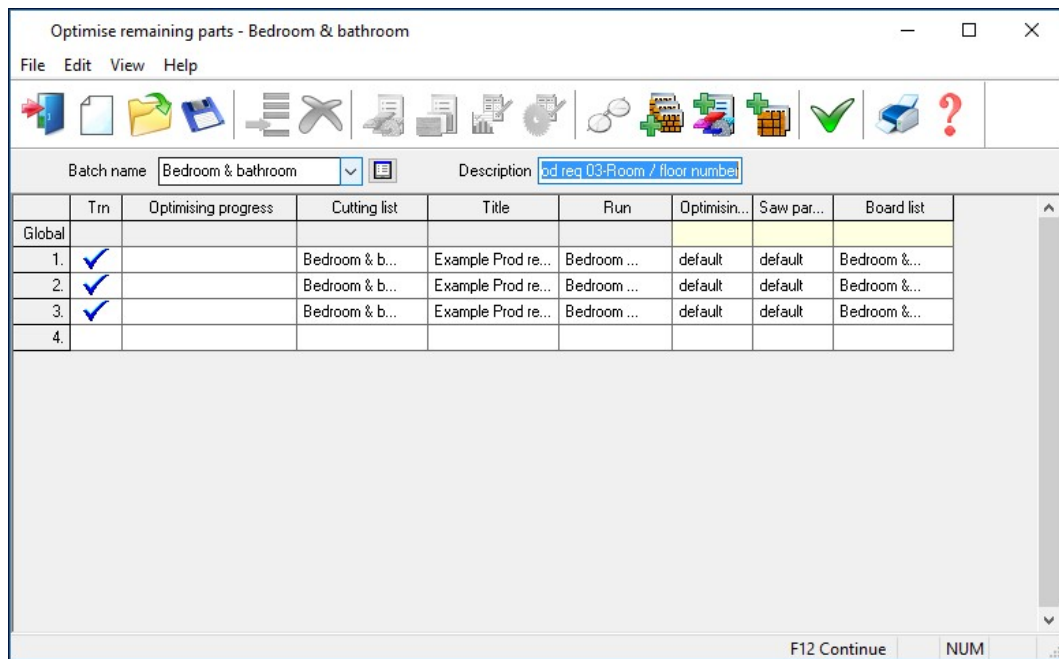 Optimise remaining parts - Bedroom & bathroom
File Edit View Help
Batch name Bedroom & bathroom Description od req 03-Room / floor number
Trn Optimising progress Cutting list Title Run Optimisin... Saw par... Board list
Global
1. Bedroom & b... Example Prod re... Bedroom ... default default Bedroom &...
2. Bedroom & b... Example Prod re... Bedroom ... default default Bedroom &...
3. Bedroom & b... Example Prod re... Bedroom ... default default Bedroom &...
4.
F12 Continue NUM